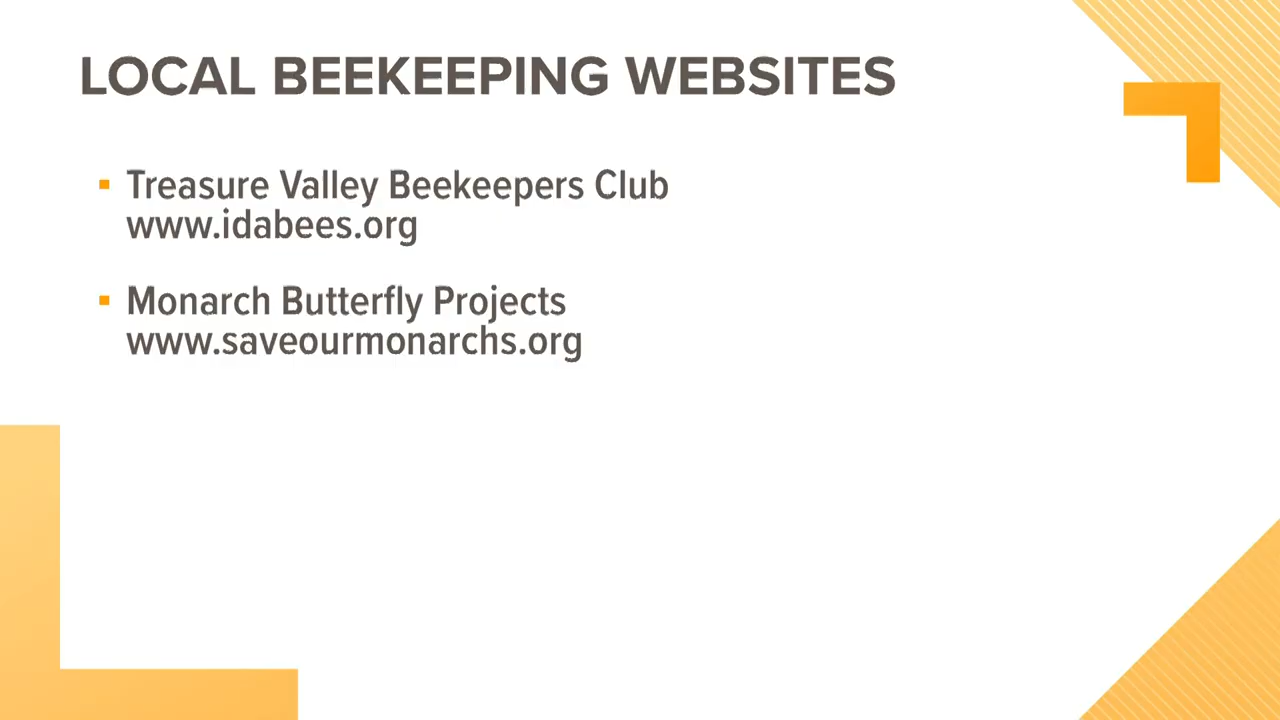 LOCAL BEEKEEPING WEBSITES
Treasure Valley Beekeepers Club
www.idabees.org
Monarch Butterfly Projects
www.saveourmonarchs.org